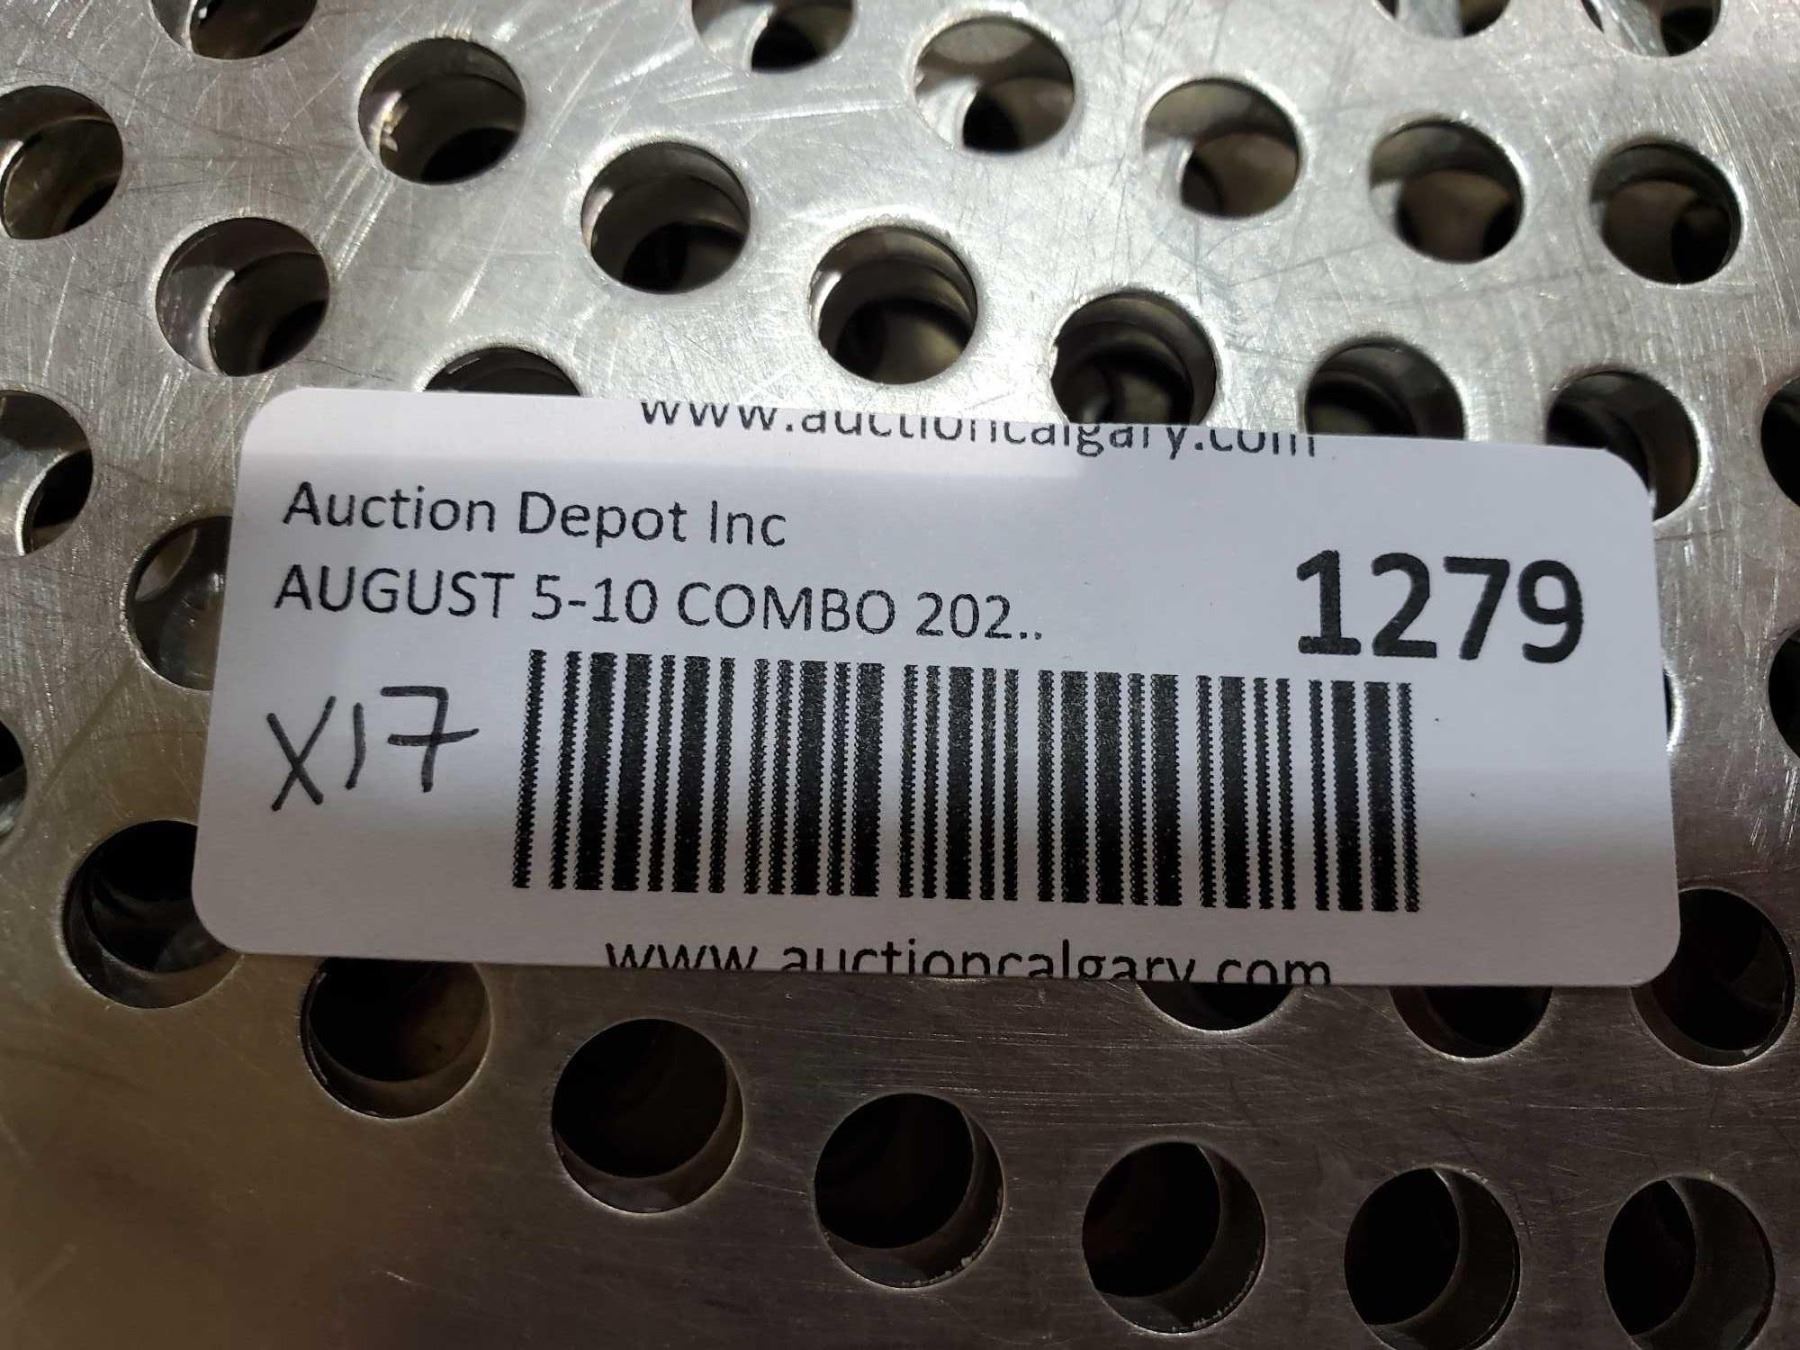 www.auctioncalgary.com
Auction Depot Inc
AUGUST 5-10 COMBO 202..
1279
X17
www.auctioncalgary.com